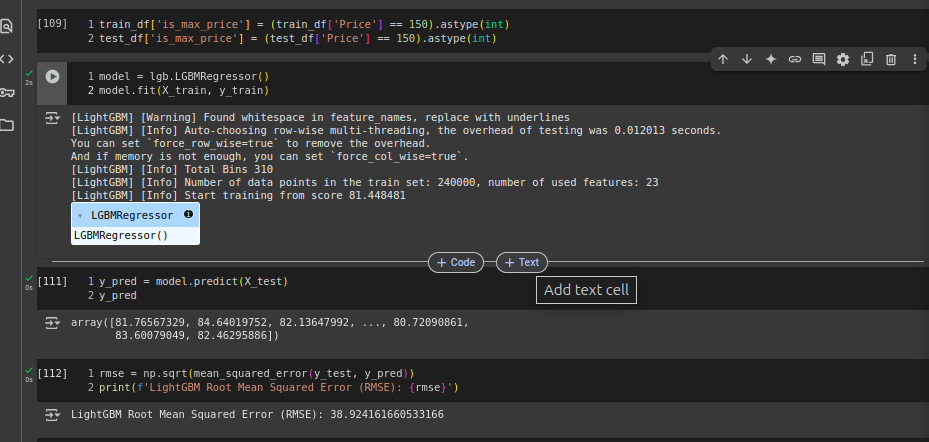 [109]
1 train_df['is_max_price'] = (train_df['Price'] == 150).astype(int)
2 test_df['is_max_price'] = (test_df['Price'] == 150).astype(int)
2s
1 model = lgb.LGBMRegressor()
2 model.fit(X_train, y_train)
[LightGBM] [Warning] Found whitespace in feature_names, replace with underlines
[LightGBM] [Info] Auto-choosing row-wise multi-threading, the overhead of testing was 0.012013 seconds.
You can set `force_row_wise=true` to remove the overhead.
And if memory is not enough, you can set `force_col_wise=true`.
[LightGBM] [Info] Total Bins 310
[LightGBM] [Info] Number of data points in the train set: 240000, number of used features: 23
[LightGBM] [Info] Start training from score 81.448481
LGBMRegressor
LGBMRegressor()
+ Code + Text
Add text cell
0s
[111]
1 y_pred = model.predict(X_test)
2 y_pred
array([81.76567329, 84.64019752, 82.13647992, ..., 80.72090861,
83.60079049, 82.46295886])
0s
[112]
1 rmse = np.sqrt(mean_squared_error(y_test, y_pred))
2 print(f'LightGBM Root Mean Squared Error (RMSE): {rmse}')
LightGBM Root Mean Squared Error (RMSE): 38.924161660533166